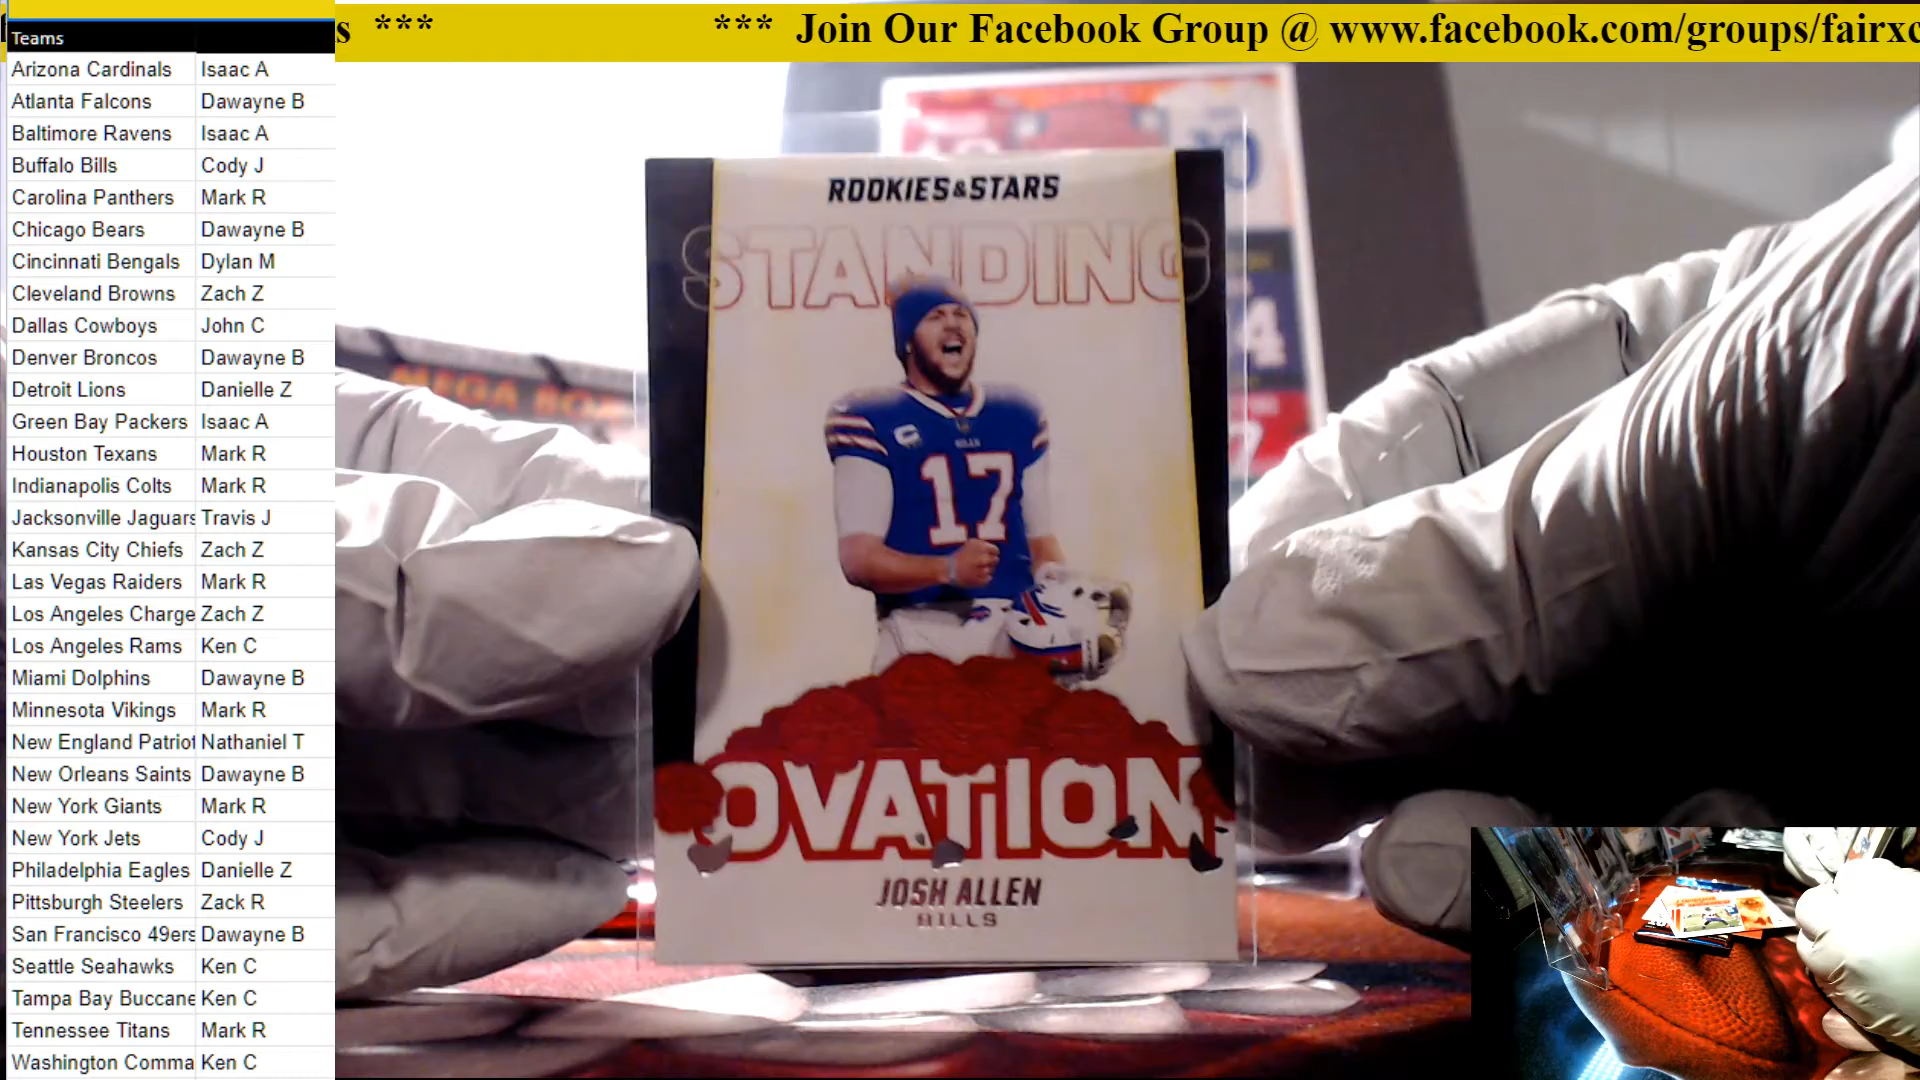 s *** *** Join Our Facebook Group @ www.facebook.com/groups/fairxc
Teams
Arizona Cardinals Isaac A
Atlanta Falcons Dawayne B
Baltimore Ravens Isaac A
Buffalo Bills Cody J
Carolina Panthers Mark R
Chicago Bears Dawayne B
Cincinnati Bengals Dylan M
Cleveland Browns Zach Z
Dallas Cowboys John C
Denver Broncos Dawayne B
Detroit Lions Danielle Z
Green Bay Packers Isaac A
Houston Texans Mark R
Indianapolis Colts Mark R
Jacksonville Jaguars Travis J
Kansas City Chiefs Zach Z
Las Vegas Raiders Mark R
Los Angeles Charge Zach Z
Los Angeles Rams Ken C
Miami Dolphins Dawayne B
Minnesota Vikings Mark R
New England Patriot Nathaniel T
New Orleans Saints Dawayne B
New York Giants Mark R
New York Jets Cody J
Philadelphia Eagles Danielle Z
Pittsburgh Steelers Zack R
San Francisco 49ers Dawayne B
Seattle Seahawks Ken C
Tampa Bay Buccane Ken C
Tennessee Titans Mark R
Washington Comma Ken C
ROOKIES & STARS
STANDING
BILLS
17
OVATION
JOSH ALLEN
BILLS
MEGA BOX